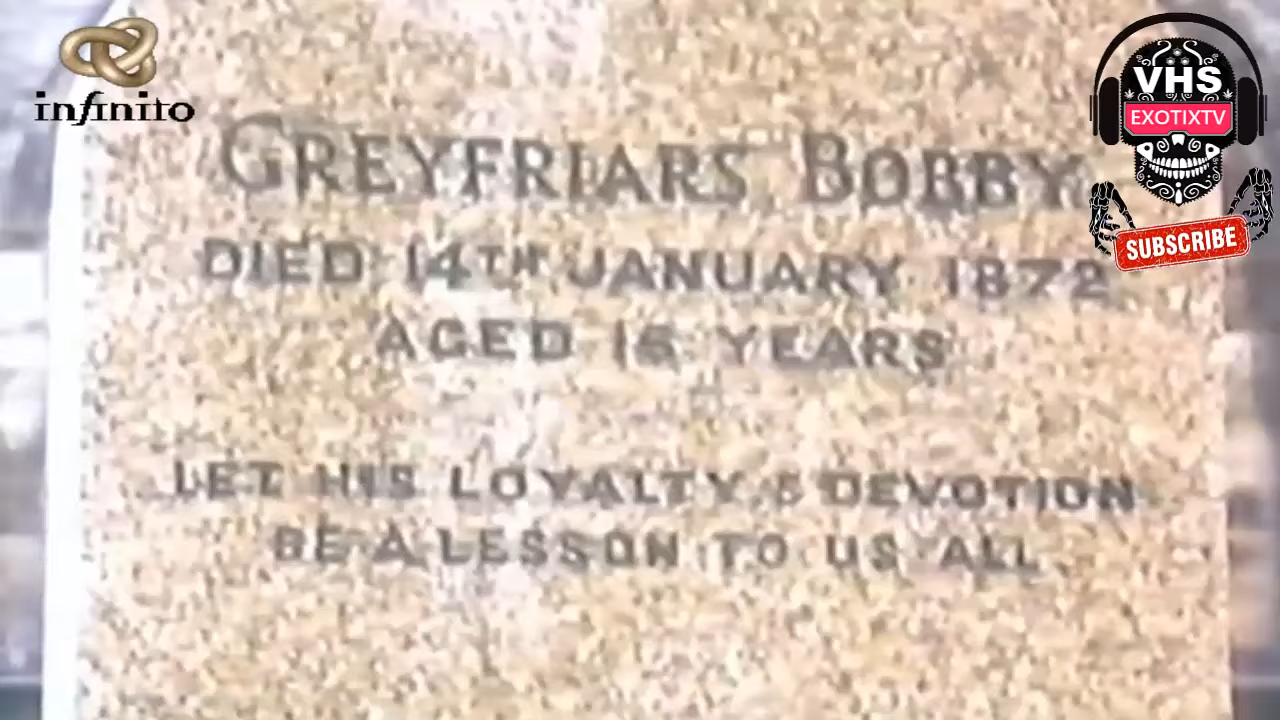 infinito
VHS
EXOTIXTV
SUBSCRIBE
GREYFRIARS BOBBY
DIED 14TH JANUARY 1872
AGED 16 YEARS
LET HIS LOYALTY & DEVOTION
BE A LESSON TO US ALL